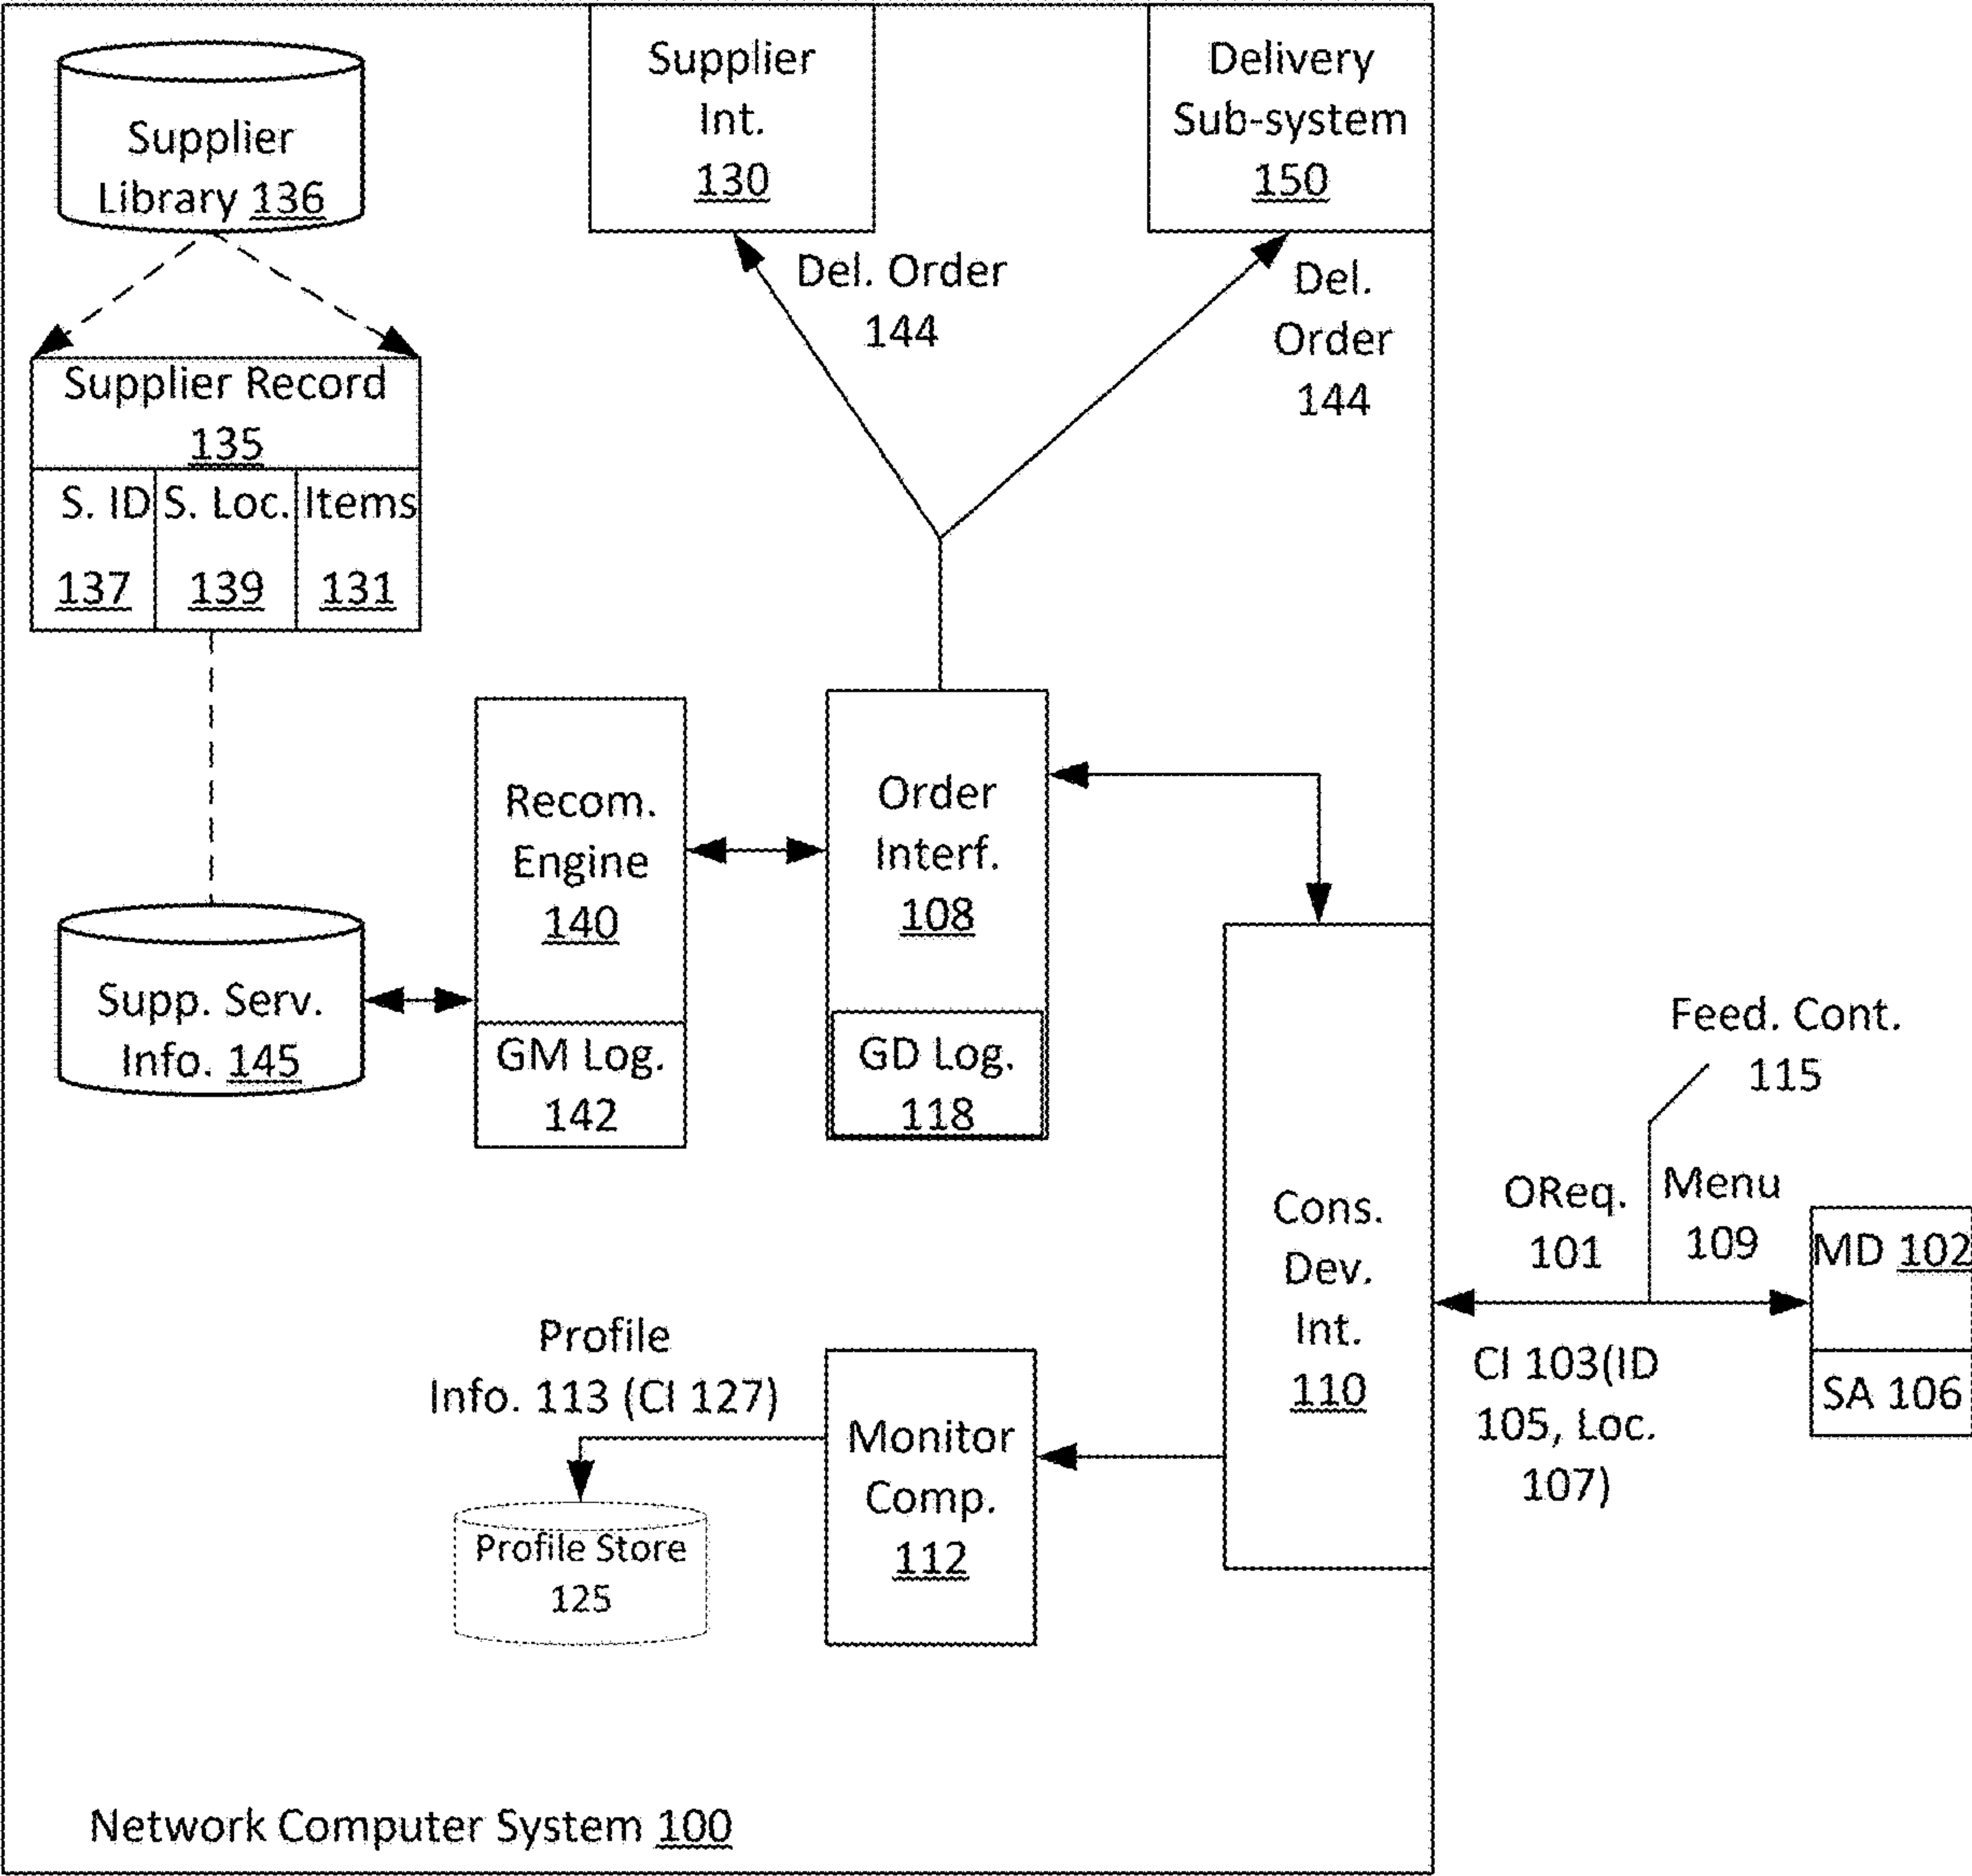 Supplier
Library 136
Supplier
Int.
130
Delivery
Sub-system
150
Del. Order
144
Del.
Order
144
Supplier Record
135
S. ID
137
S. Loc.
139
Items
131
Recom.
Engine
140
GM Log.
142
Order
Interf.
108
GD Log.
118
Supp. Serv.
Info. 145
Cons.
Dev.
Int.
110
Feed. Cont.
115
OReq.
101
Menu
109
MD 102
SA 106
CI 103(ID
105, Loc.
107)
Profile
Info. 113 (CI 127)
Monitor
Comp.
112
Profile Store
125
Network Computer System 100